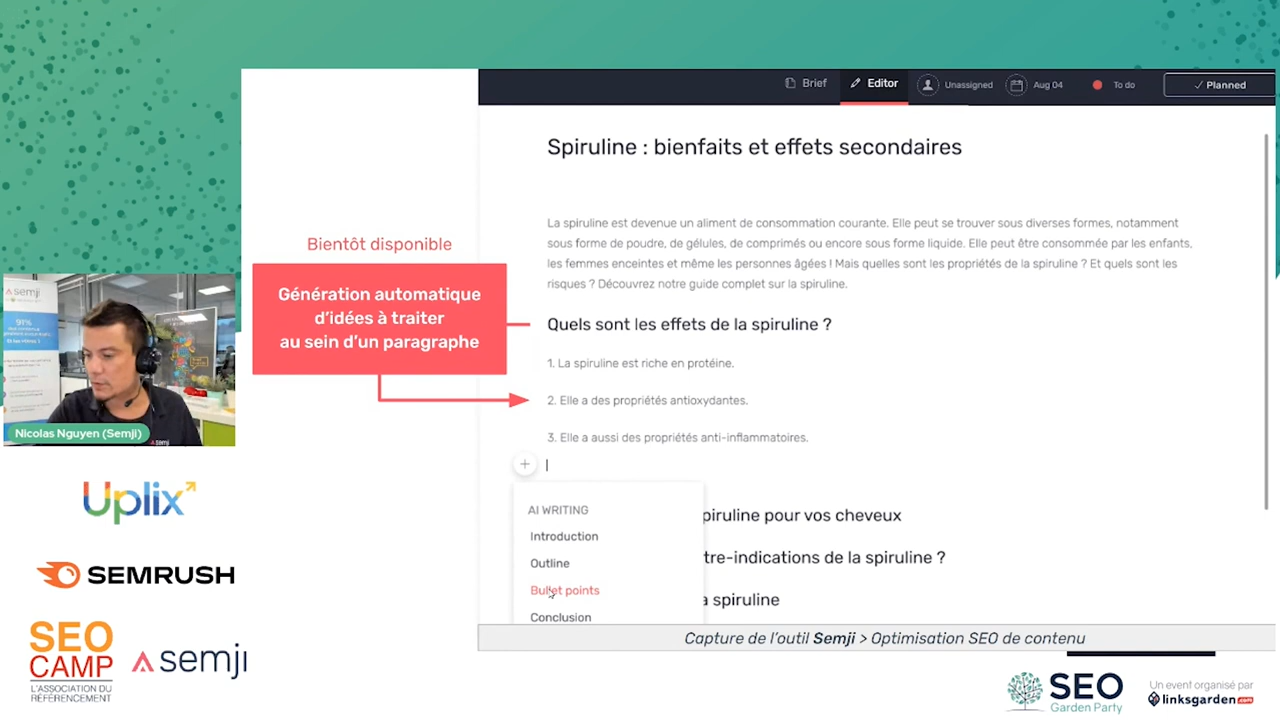 Brief
Editor
Unassigned
Aug 04
To do
✓ Planned
Spiruline : bienfaits et effets secondaires
La spiruline est devenue un aliment de consommation courante. Elle peut se trouver sous diverses formes, notamment
sous forme de poudre, de gélules, de comprimés ou encore sous forme liquide. Elle peut être consommée par les enfants,
les femmes enceintes et même les personnes âgées ! Mais quelles sont les propriétés de la spiruline ? Et quels sont les
risques ? Découvrez notre guide complet sur la spiruline.
Bientôt disponible
Génération automatique
d'idées à traiter
au sein d'un paragraphe
Quels sont les effets de la spiruline ?
1. La spiruline est riche en protéine.
2. Elle a des propriétés antioxydantes.
3. Elle a aussi des propriétés anti-inflammatoires.
AI WRITING
Introduction
Outline
Bullet points
Conclusion
piruline pour vos cheveux
tre-indications de la spiruline ?
a spiruline
Capture de l'outil Semji > Optimisation SEO de contenu
semji
91%
Nicolas Nguyen (Semji)
semji
Uplix
SEMRUSH
SEO
CAMP
L'ASSOCIATION DU
RÉFÉRENCEMENT
semji
SEO
Garden Party
Un event organisé par
linksgarden.com